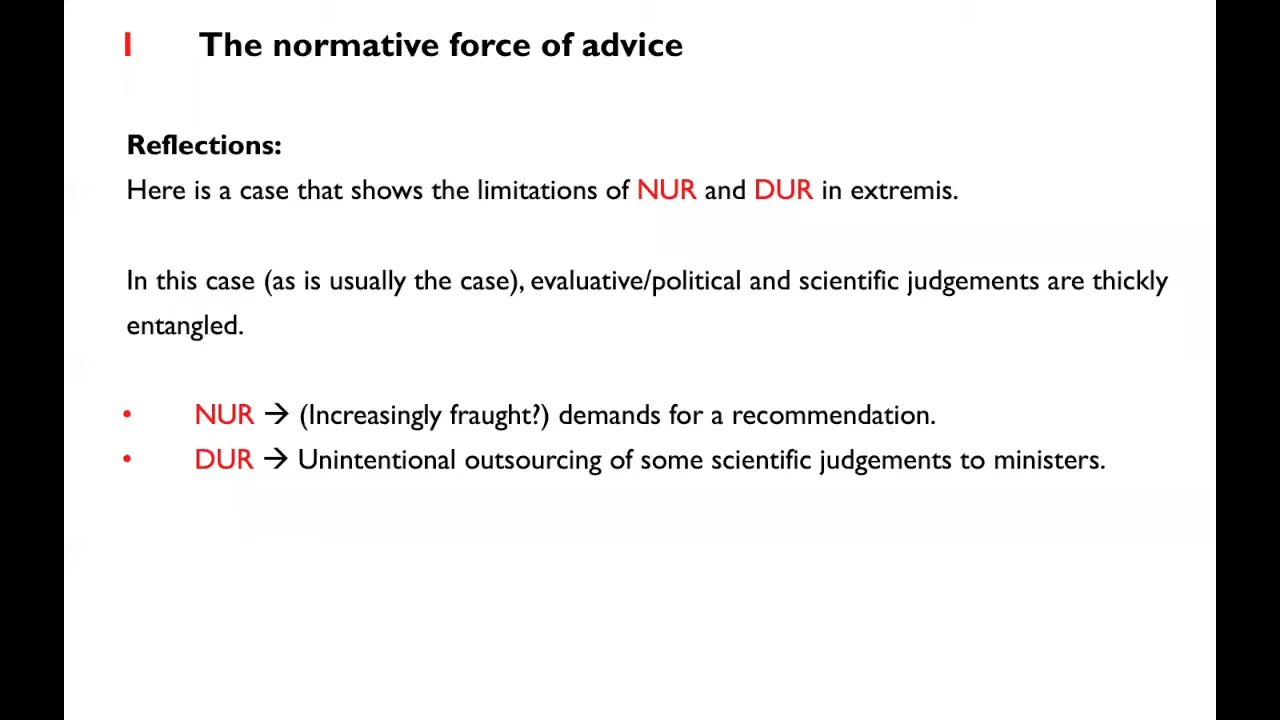 I The normative force of advice
Reflections:
Here is a case that shows the limitations of NUR and DUR in extremis.
In this case (as is usually the case), evaluative/political and scientific judgements are thickly
entangled.
• NUR → (Increasingly fraught?) demands for a recommendation.
• DUR → Unintentional outsourcing of some scientific judgements to ministers.